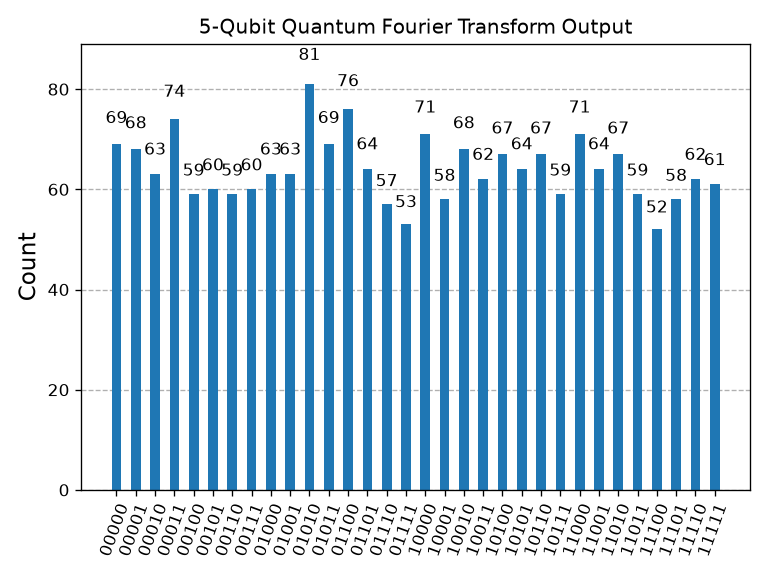 5-Qubit Quantum Fourier Transform Output
Count
80
60
40
20
0
69 68 63 74 59 60 59 60 63 63 81 69 76 64 57 53 71 58 68 62 67 64 67 59 71 64 67 59 52 58 62 61
00000 00001 00010 00011 00100 00101 00110 00111 01000 01001 01010 01011 01100 01101 01110 01111 10000 10001 10010 10011 10100 10101 10110 10111 11000 11001 11010 11011 11100 11101 11110 11111